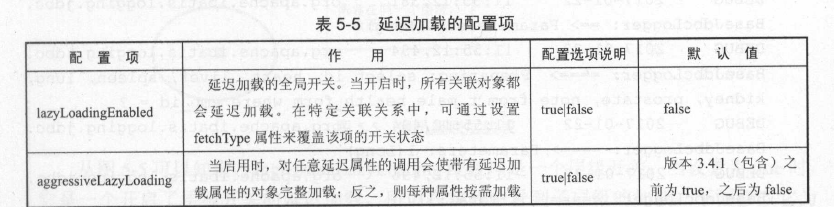 表 5-5 延迟加载的配置项
配 置 项 作 用 配置选项说明 默 认 值
lazyLoadingEnabled 延迟加载的全局开关。当开启时，所有关联对象都 true|false false
会延迟加载。在特定关联关系中，可通过设置
fetchType 属性来覆盖该项的开关状态
aggressiveLazyLoading 当启用时，对任意延迟属性的调用会使带有延迟加 true|false 版本 3.4.1（包含）之
载属性的对象完整加载；反之，则每种属性按需加载 前为 true，之后为 false